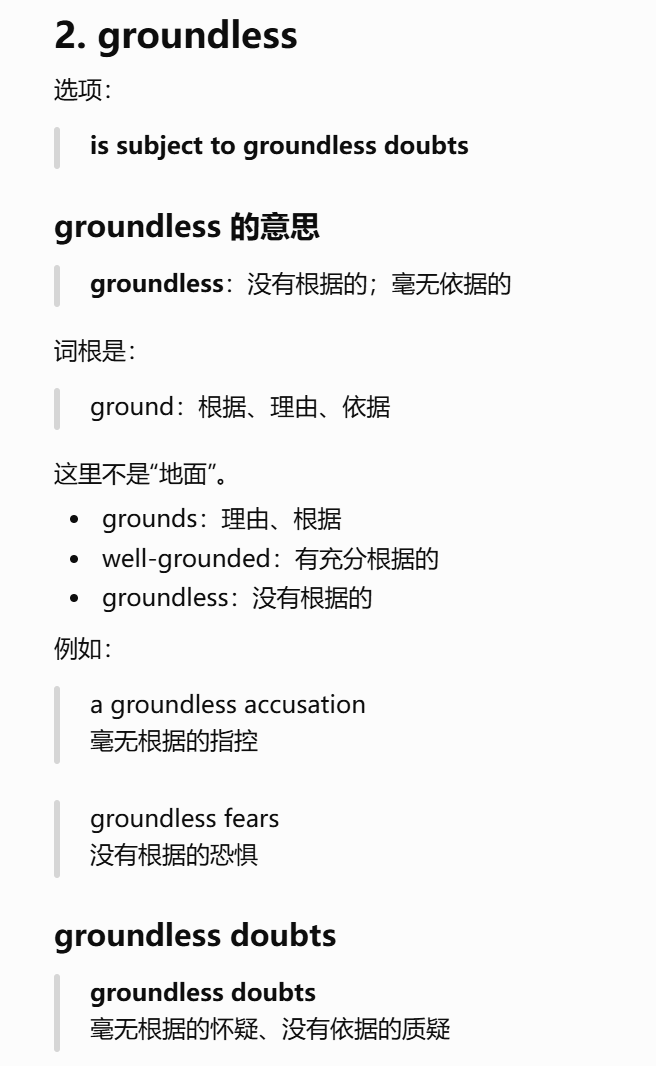 2. groundless
选项：
is subject to groundless doubts
groundless 的意思
groundless：没有根据的；毫无依据的
词根是：
ground：根据、理由、依据
这里不是“地面”。
• grounds：理由、根据
• well-grounded：有充分根据的
• groundless：没有根据的
例如：
a groundless accusation
毫无根据的指控
groundless fears
没有根据的恐惧
groundless doubts
groundless doubts
毫无根据的怀疑、没有依据的质疑